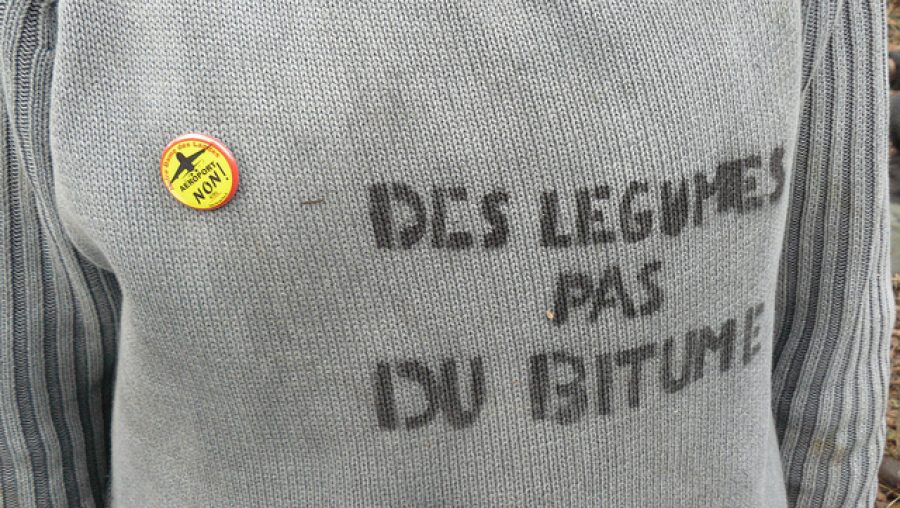 AEROPORT
NON!
DES LEGUMES
PAS
DU BITUME